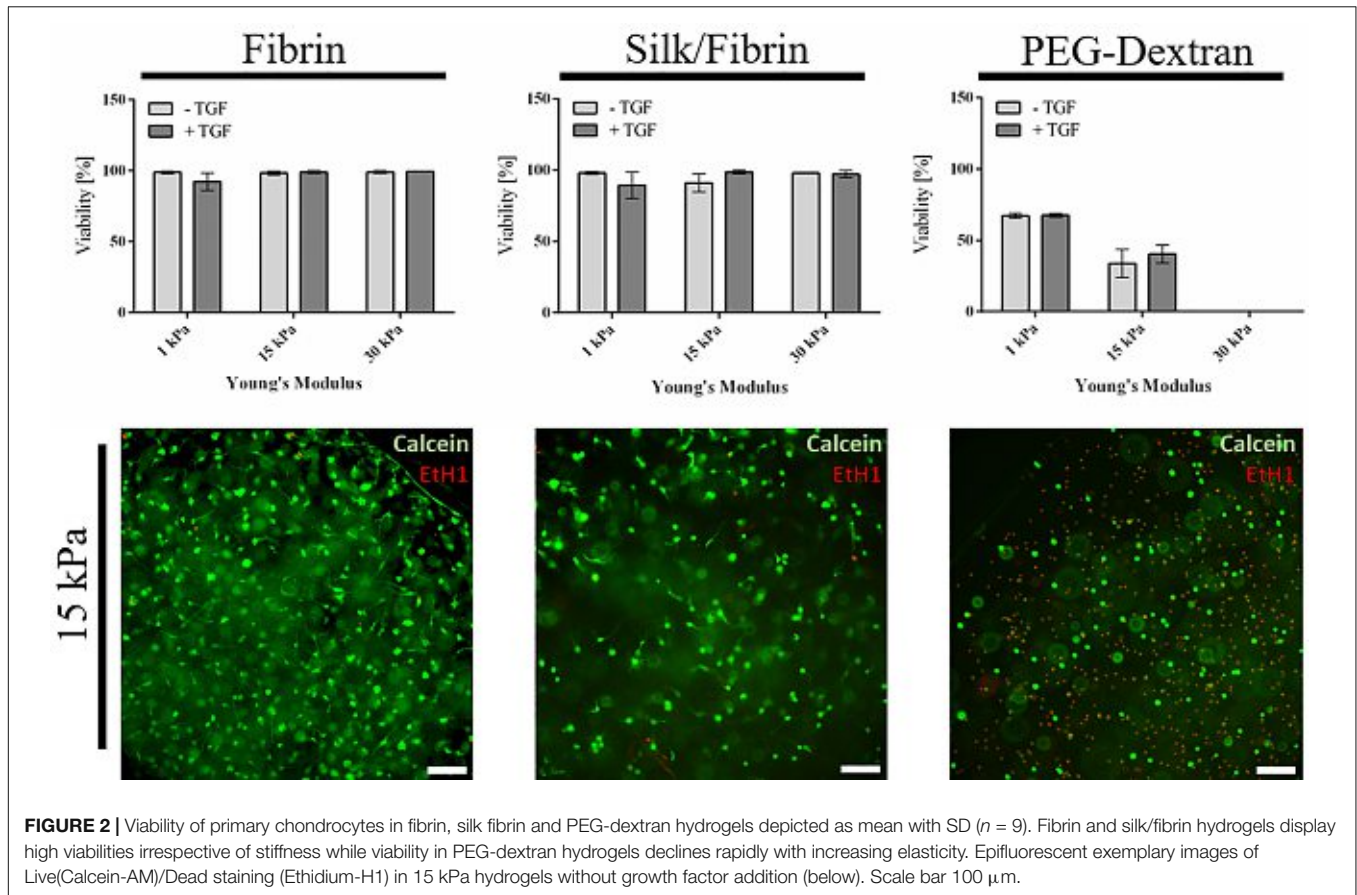 Fibrin
Silk/Fibrin
PEG-Dextran
150
100
50
0
Viability [%]
- TGF
+ TGF
1 kPa
15 kPa
30 kPa
Young's Modulus
150
100
50
0
Viability [%]
- TGF
+ TGF
1 kPa
15 kPa
30 kPa
Young's Modulus
150
100
50
0
Viability [%]
- TGF
+ TGF
1 kPa
15 kPa
30 kPa
Young's Modulus
15 kPa
Calcein
EtH1
Calcein
EtH1
Calcein
EtH1
FIGURE 2 | Viability of primary chondrocytes in fibrin, silk fibrin and PEG-dextran hydrogels depicted as mean with SD (n = 9). Fibrin and silk/fibrin hydrogels display
high viabilities irrespective of stiffness while viability in PEG-dextran hydrogels declines rapidly with increasing elasticity. Epifluorescent exemplary images of
Live(Calcein-AM)/Dead staining (Ethidium-H1) in 15 kPa hydrogels without growth factor addition (below). Scale bar 100 μm.